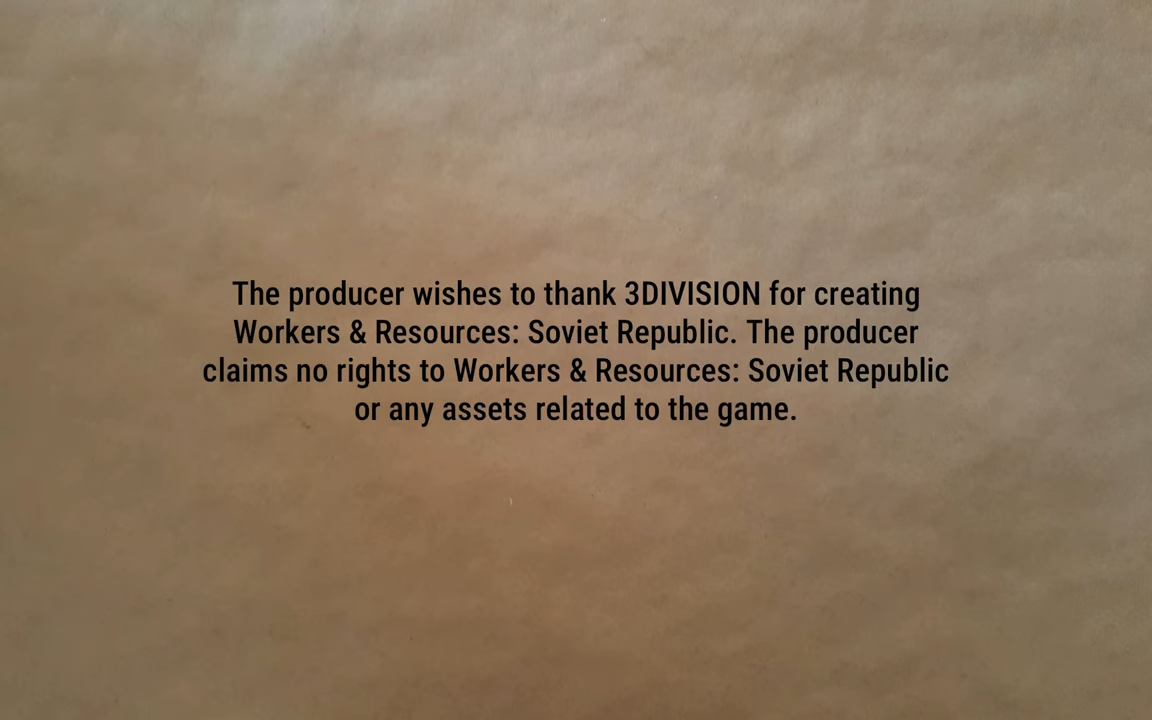 The producer wishes to thank 3DIVISION for creating
Workers & Resources: Soviet Republic. The producer
claims no rights to Workers & Resources: Soviet Republic
or any assets related to the game.